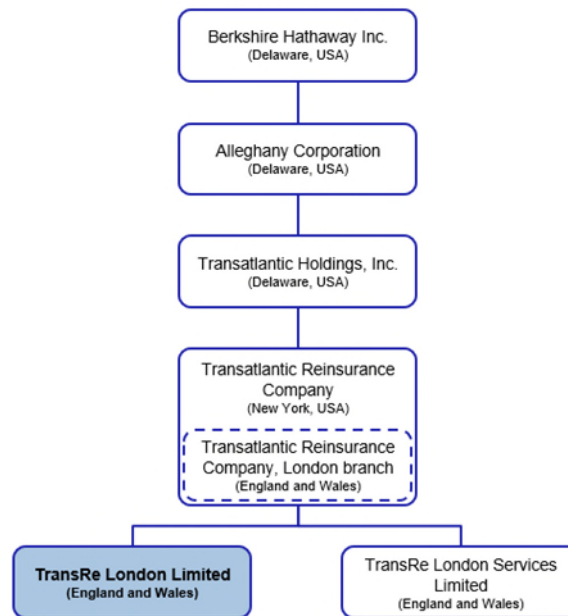 Berkshire Hathaway Inc.
(Delaware, USA)
Alleghany Corporation
(Delaware, USA)
Transatlantic Holdings, Inc.
(Delaware, USA)
Transatlantic Reinsurance
Company
(New York, USA)
Transatlantic Reinsurance
Company, London branch
(England and Wales)
TransRe London Limited
(England and Wales)
TransRe London Services
Limited
(England and Wales)